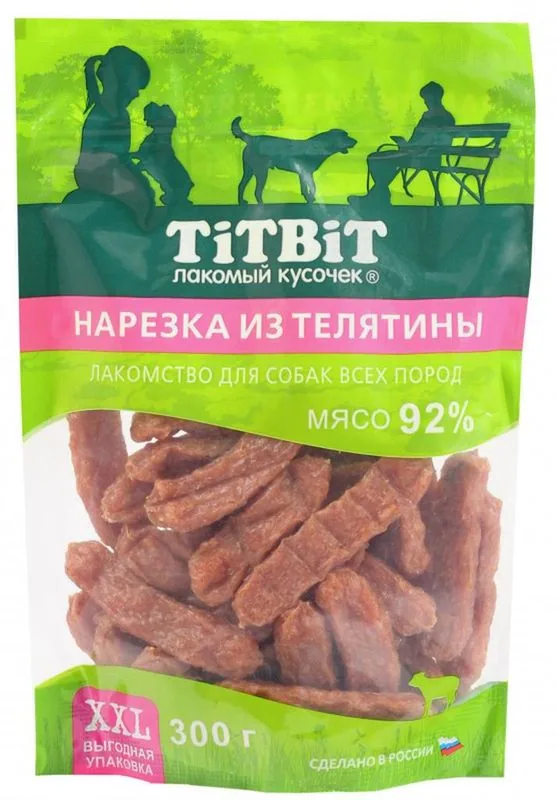 TiTBiT
лакомый кусочек®
НАРЕЗКА ИЗ ТЕЛЯТИНЫ
ЛАКОМСТВО ДЛЯ СОБАК ВСЕХ ПОРОД
МЯСО 92%
XXL
ВЫГОДНАЯ
УПАКОВКА
300 г
СДЕЛАНО В РОССИИ